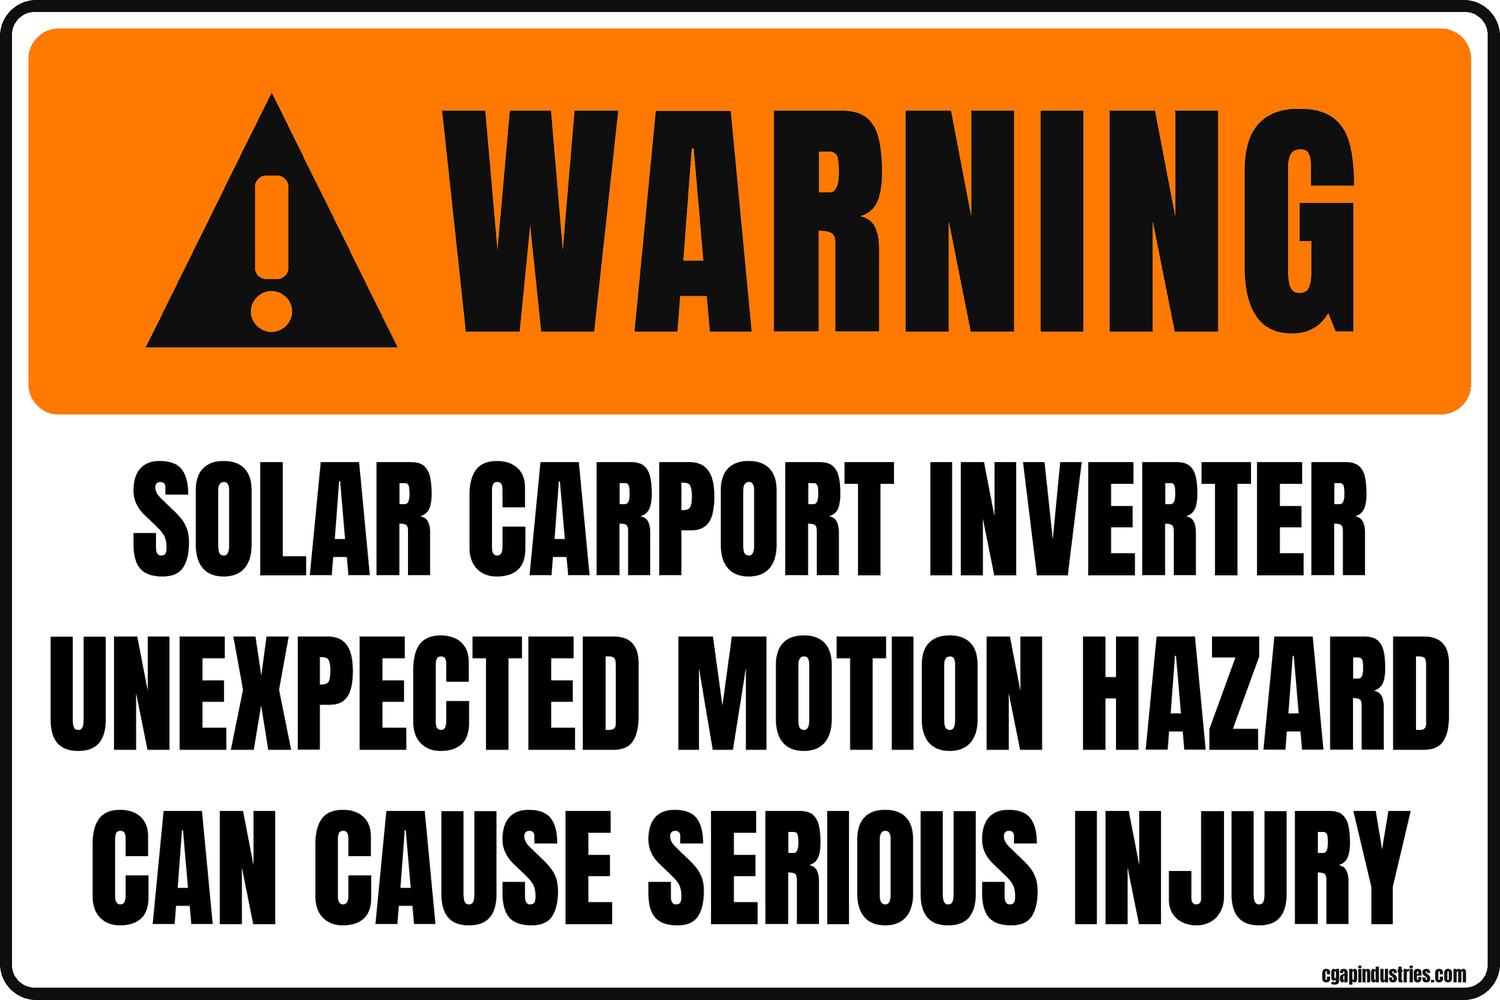 WARNING
SOLAR CARPORT INVERTER
UNEXPECTED MOTION HAZARD
CAN CAUSE SERIOUS INJURY
cgapindustries.com